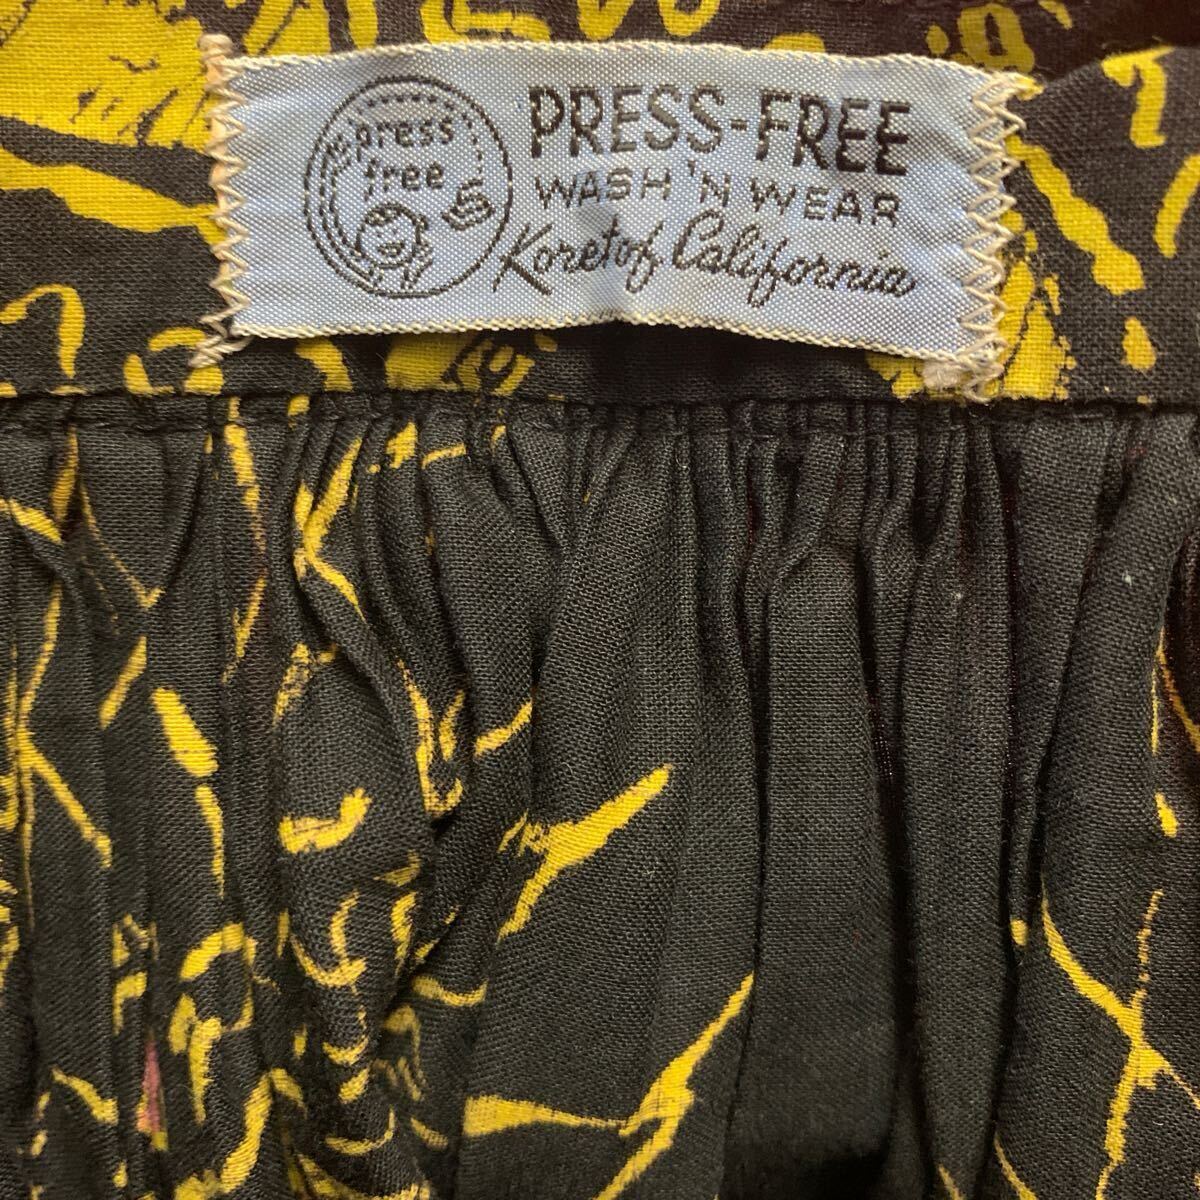 press
free
PRESS-FREE
WASH 'N WEAR
Koret of California